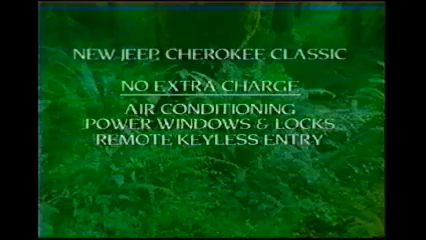 NEW JEEP, CHEROKEE CLASSIC
NO EXTRA CHARGE
AIR CONDITIONING
POWER WINDOWS & LOCKS
REMOTE KEYLESS ENTRY